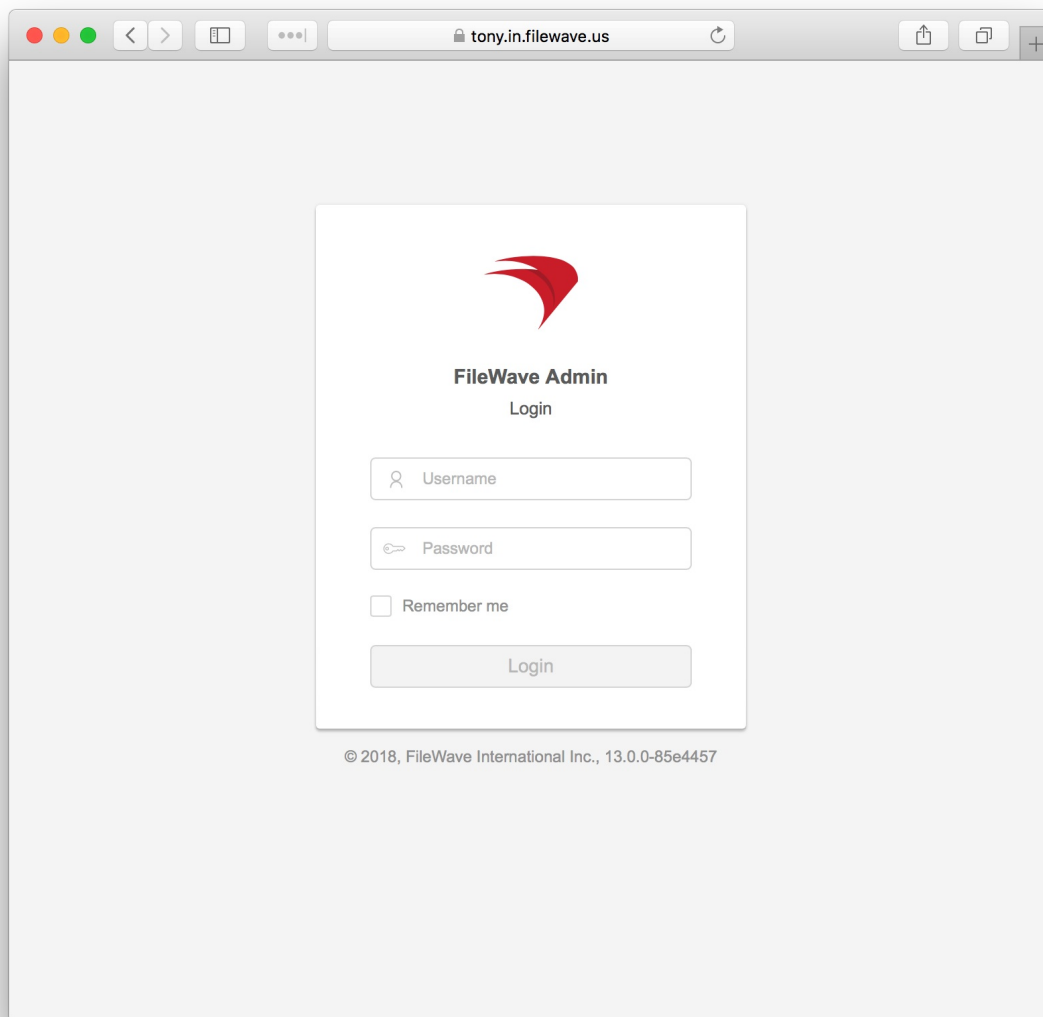 tony.in.filewave.us
FileWave Admin
Login
Username
Password
Remember me
Login
© 2018, FileWave International Inc., 13.0.0-85e4457